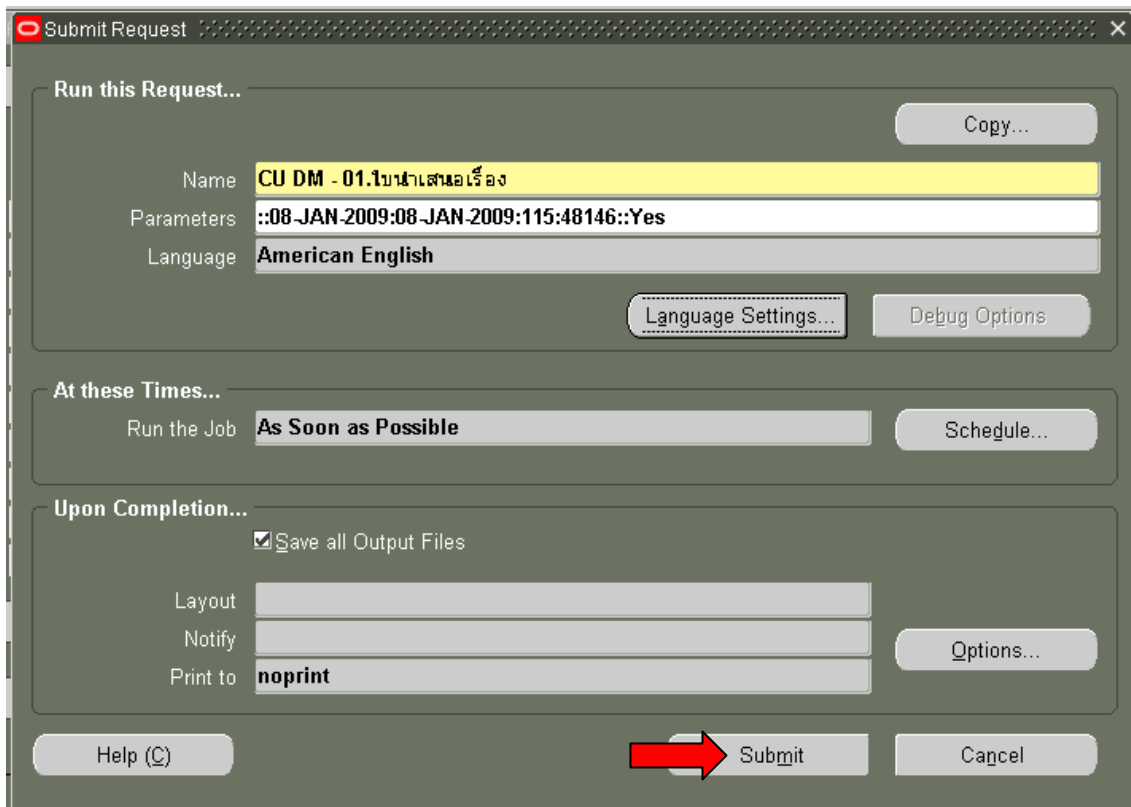 Submit Request
Run this Request...
Copy...
Name CU DM - 01.ใบนำเสนอเรื่อง
Parameters ::08-JAN-2009:08-JAN-2009:115:48146::Yes
Language American English
Language Settings... Debug Options
At these Times...
Run the Job As Soon as Possible Schedule...
Upon Completion...
Save all Output Files
Layout
Notify
Options...
Print to noprint
Help (C) Submit Cancel